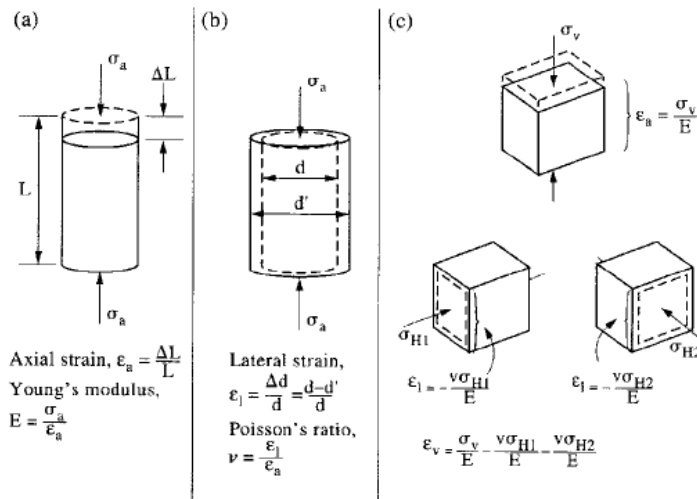 (a)
σₐ
ΔL
L
σₐ
Axial strain, εₐ = ΔL/L
Young's modulus,
E = σₐ/εₐ
(b)
σₐ
d
d'
σₐ
Lateral strain,
εₗ = Δd/d = d-d'/d
Poisson's ratio,
ν = εₗ/εₐ
(c)
σᵥ
εₐ = σᵥ/E
σH1
εₗ = - νσH1/E
σH2
εₗ = - νσH2/E
εᵥ = σᵥ/E - νσH1/E - νσH2/E